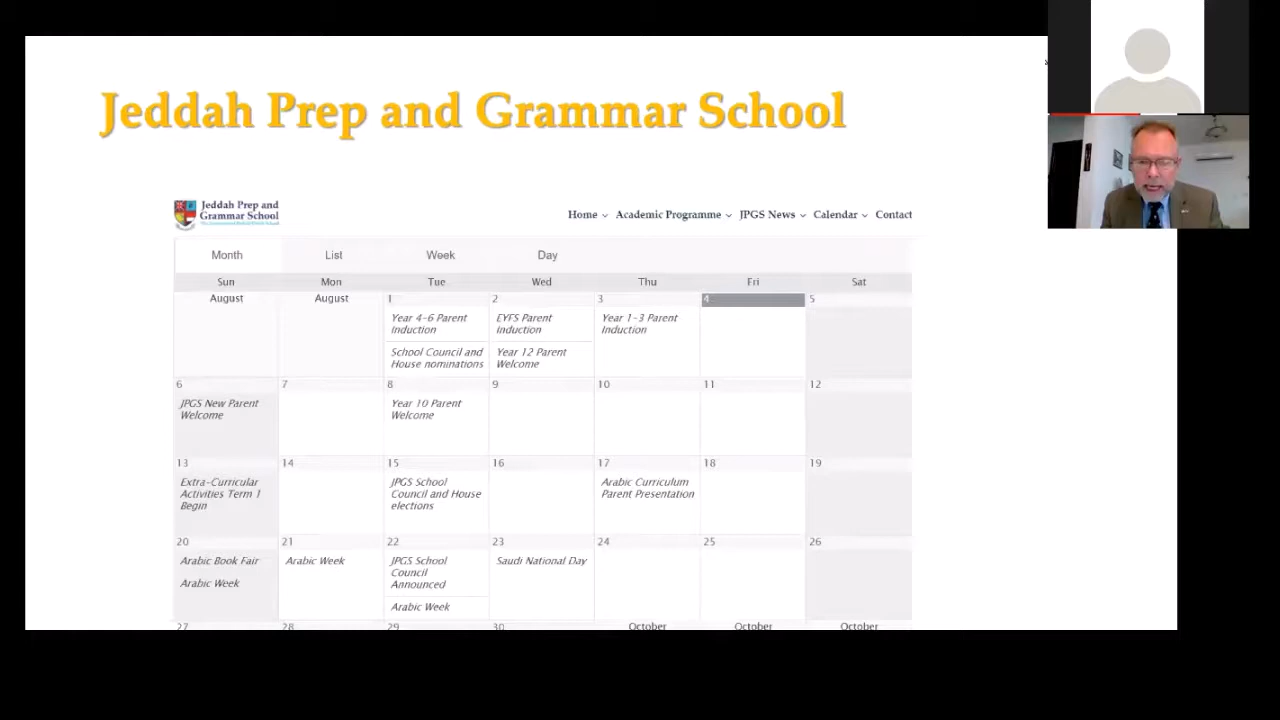 Jeddah Prep and Grammar School
Jeddah Prep and
Grammar School
Home Academic Programme JPGS News Calendar Contact
Month List Week Day
Sun Mon Tue Wed Thu Fri Sat
August August 1 2 3 4 5
Year 4-6 Parent
Induction
School Council and
House nominations
EYFS Parent
Induction
Year 12 Parent
Welcome
Year 1-3 Parent
Induction
6 7 8 9 10 11 12
JPGS New Parent
Welcome
Year 10 Parent
Welcome
13 14 15 16 17 18 19
Extra-Curricular
Activities Term 1
Begin
JPGS School
Council and House
elections
Arabic Curriculum
Parent Presentation
20 21 22 23 24 25 26
Arabic Book Fair
Arabic Week
Arabic Week
JPGS School
Council
Announced
Arabic Week
Saudi National Day
27 28 29 30 October October October